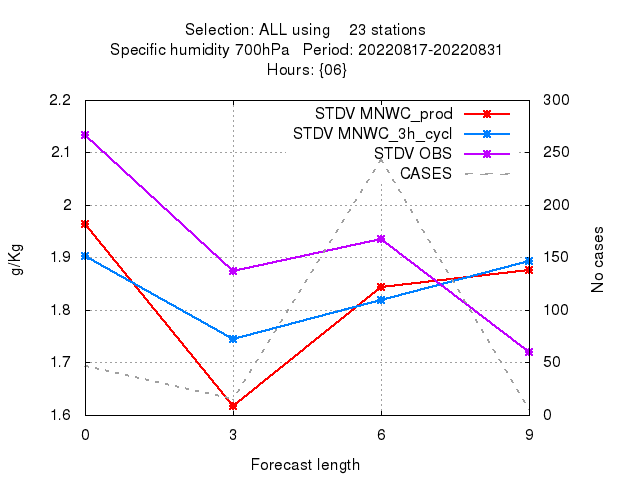 Selection: ALL using    23 stations
Specific humidity 700hPa   Period: 20220817-20220831
Hours: {06}
2.2
2.1
2
1.9
1.8
1.7
1.6
g/Kg
STDV MNWC_prod
STDV MNWC_3h_cycl
STDV OBS
CASES
300
250
200
150
100
50
0
No cases
0 3 6 9
Forecast length